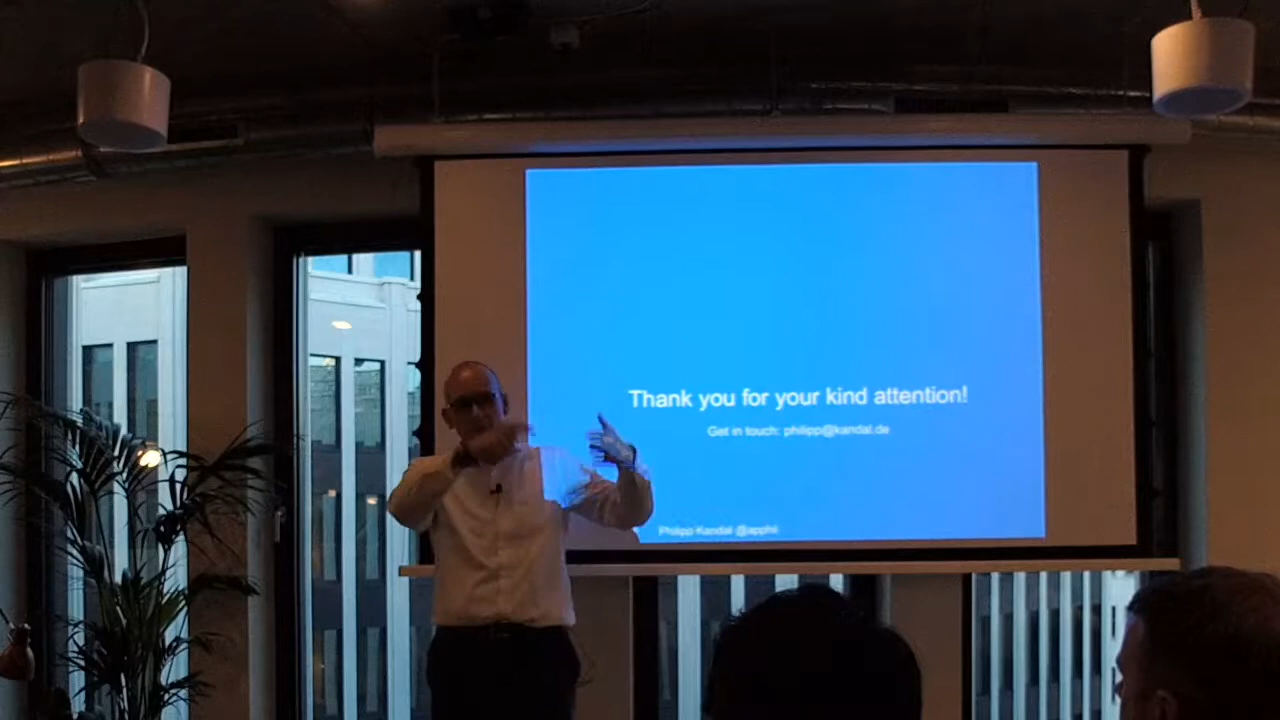 Thank you for your kind attention!
Get in touch: philipp@kandal.de
Philipp Kandal @apphil